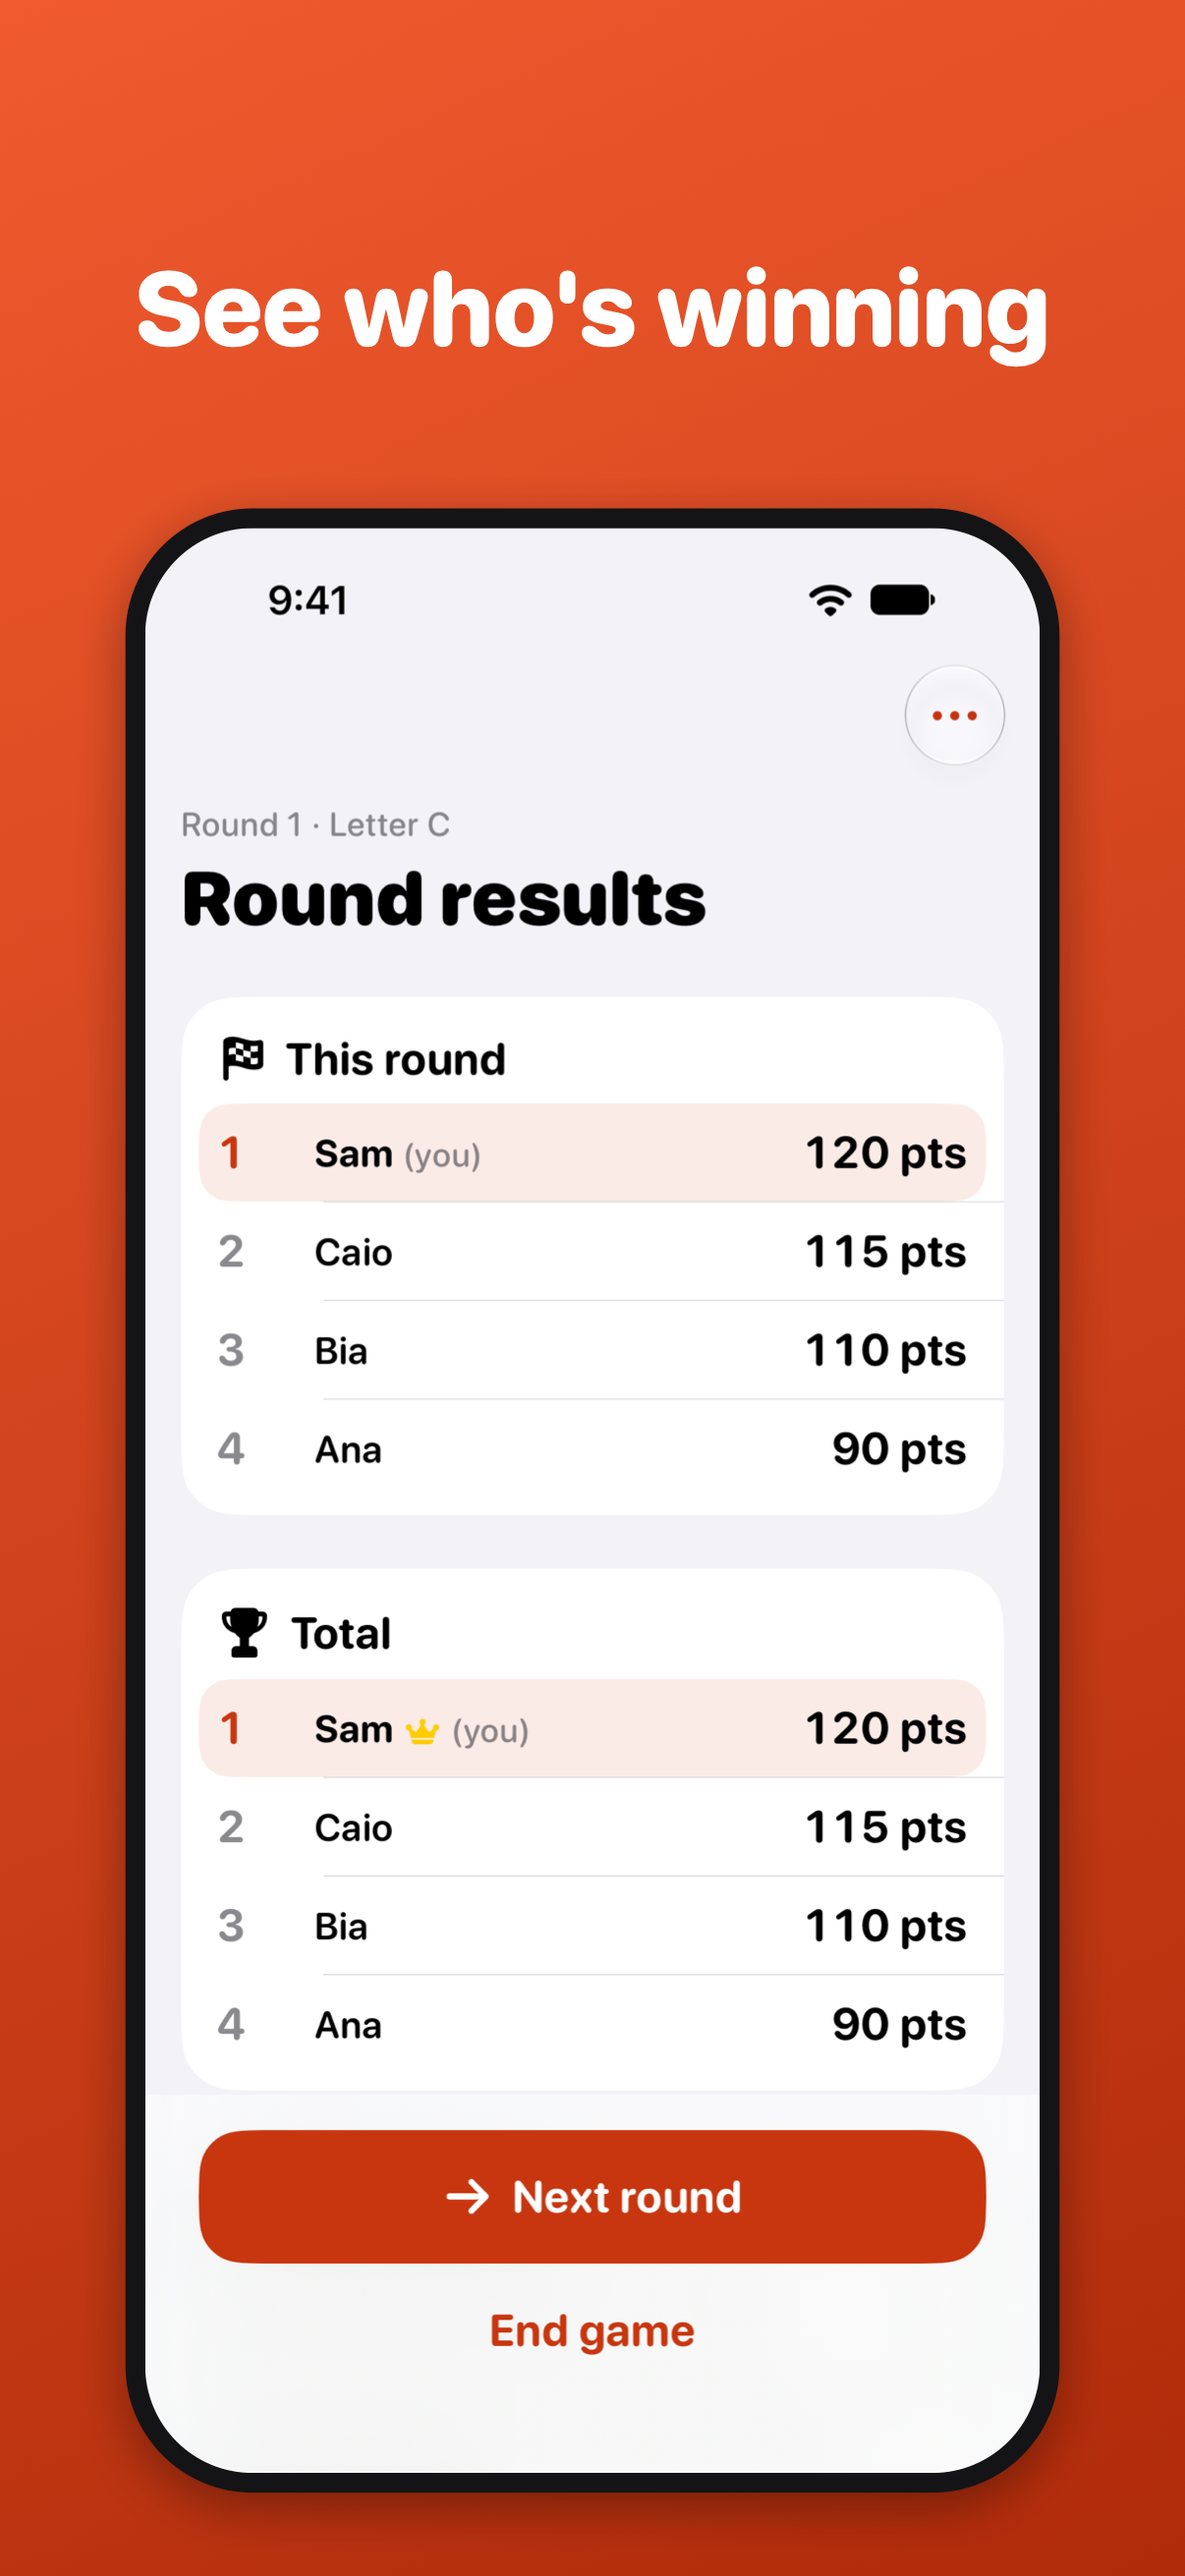 See who's winning
9:41
Round 1 · Letter C
Round results
This round
1 Sam (you) 120 pts
2 Caio 115 pts
3 Bia 110 pts
4 Ana 90 pts
Total
1 Sam (you) 120 pts
2 Caio 115 pts
3 Bia 110 pts
4 Ana 90 pts
Next round
End game